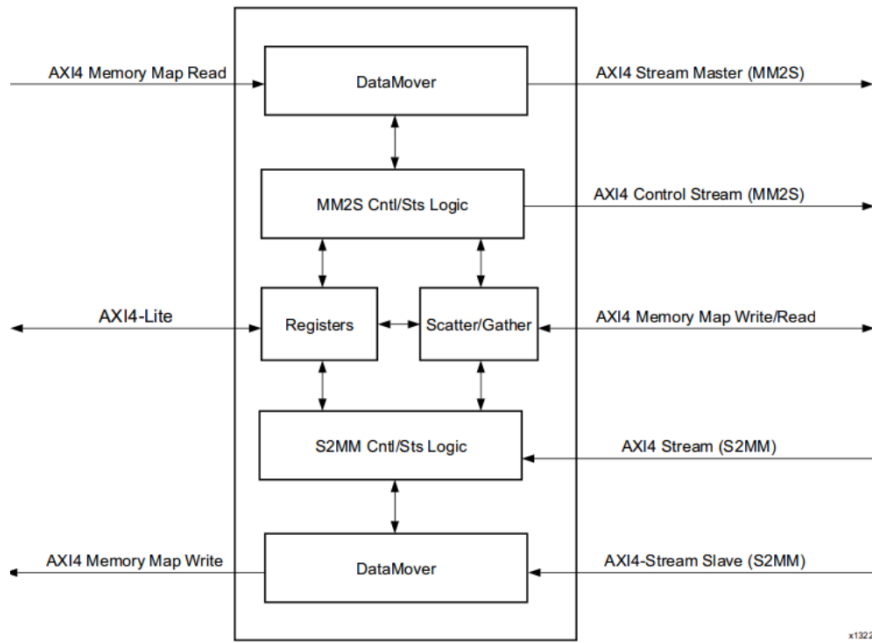 AXI4 Memory Map Read
DataMover
AXI4 Stream Master (MM2S)
MM2S Cntl/Sts Logic
AXI4 Control Stream (MM2S)
AXI4-Lite
Registers
Scatter/Gather
AXI4 Memory Map Write/Read
S2MM Cntl/Sts Logic
AXI4 Stream (S2MM)
AXI4 Memory Map Write
DataMover
AXI4-Stream Slave (S2MM)
x1322